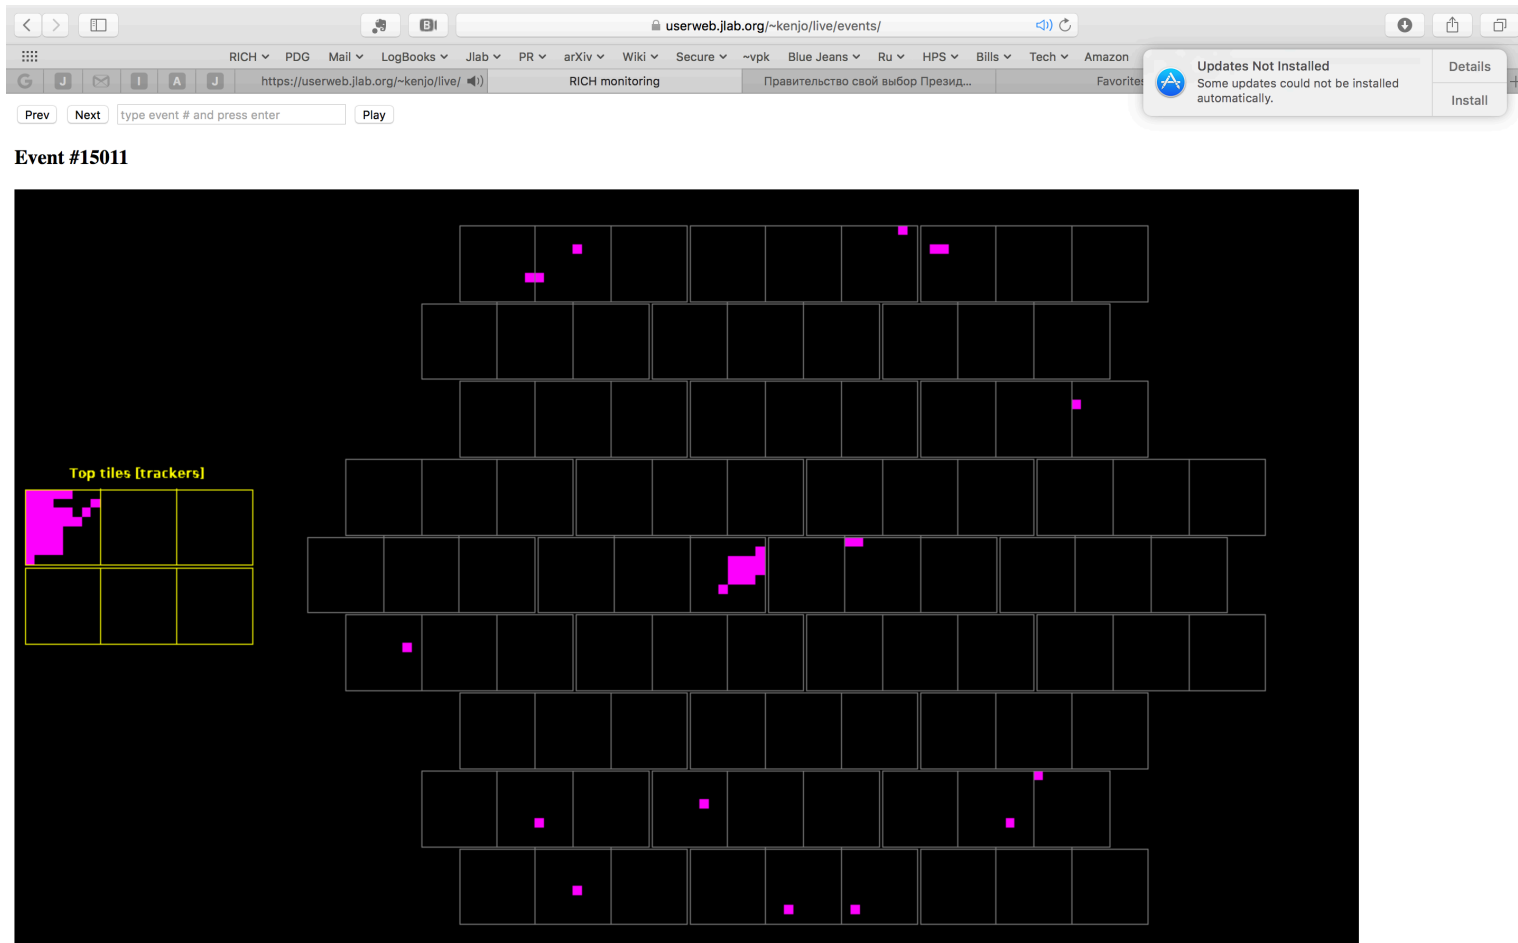 userweb.jlab.org/~kenjo/live/events/
RICH PDG Mail LogBooks Jlab PR arXiv Wiki Secure ~vpk Blue Jeans Ru HPS Bills Tech Amazon
G J I A J https://userweb.jlab.org/~kenjo/live/ RICH monitoring Правительство свой выбор Презид... Favorites
Updates Not Installed
Some updates could not be installed
automatically.
Details
Install
Prev Next type event # and press enter Play
Event #15011
Top tiles [trackers]